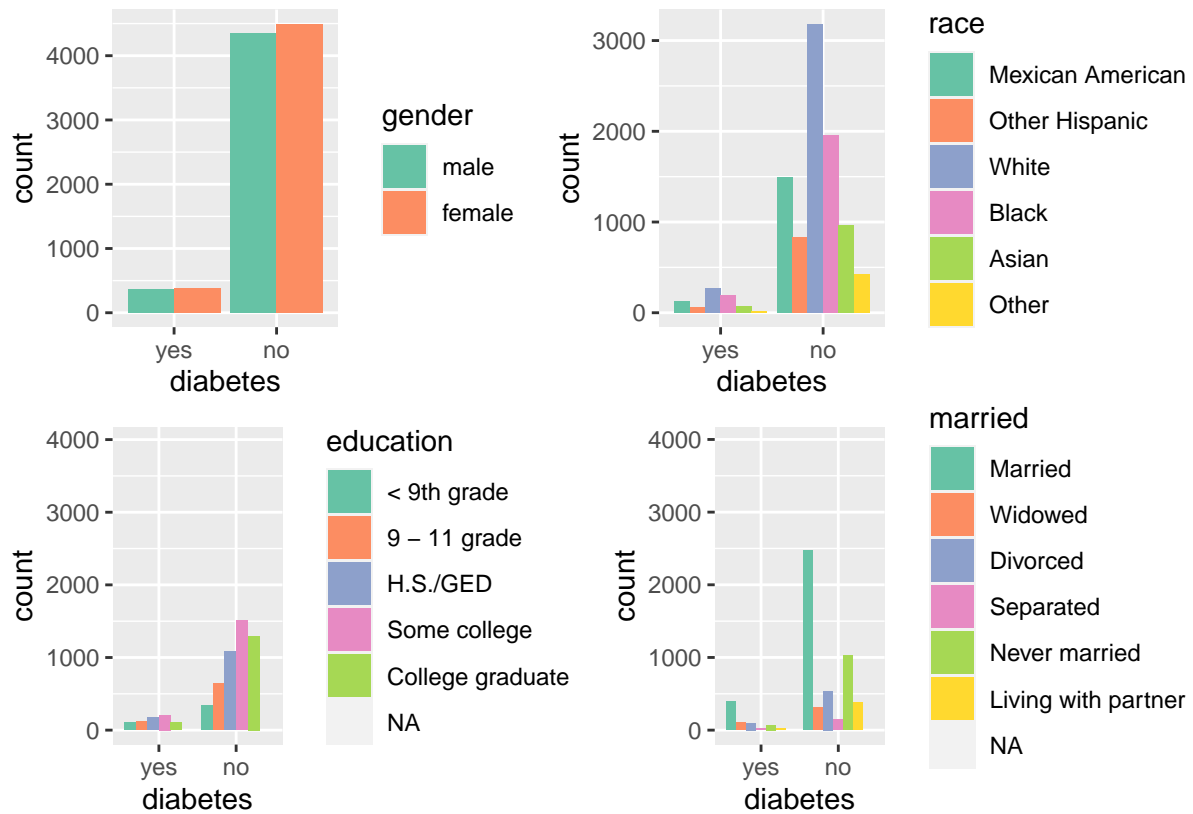 4000
3000
2000
1000
0
count
yes
no
diabetes
gender
male
female
3000
2000
1000
0
count
yes
no
diabetes
race
Mexican American
Other Hispanic
White
Black
Asian
Other
4000
3000
2000
1000
0
count
yes
no
diabetes
education
< 9th grade
9 − 11 grade
H.S./GED
Some college
College graduate
NA
4000
3000
2000
1000
0
count
yes
no
diabetes
married
Married
Widowed
Divorced
Separated
Never married
Living with partner
NA